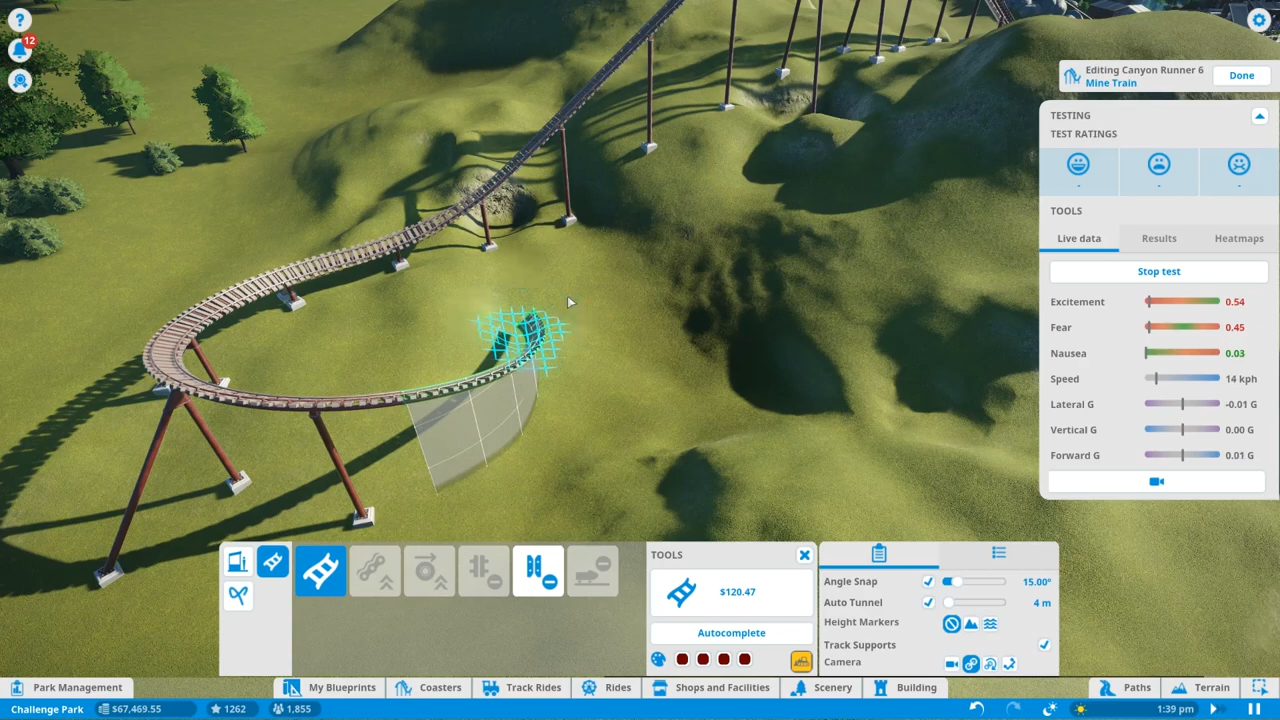 ?
12
Editing Canyon Runner 6
Mine Train
Done
TESTING
TEST RATINGS
-
-
-
TOOLS
Live data
Results
Heatmaps
Stop test
Excitement
0.54
Fear
0.45
Nausea
0.03
Speed
14 kph
Lateral G
-0.01 G
Vertical G
0.00 G
Forward G
0.01 G
TOOLS
$120.47
Autocomplete
Angle Snap
15.00°
Auto Tunnel
4 m
Height Markers
Track Supports
Camera
Park Management
My Blueprints
Coasters
Track Rides
Rides
Shops and Facilities
Scenery
Building
Paths
Terrain
Challenge Park
$67,469.55
1262
1,855
1:39 pm